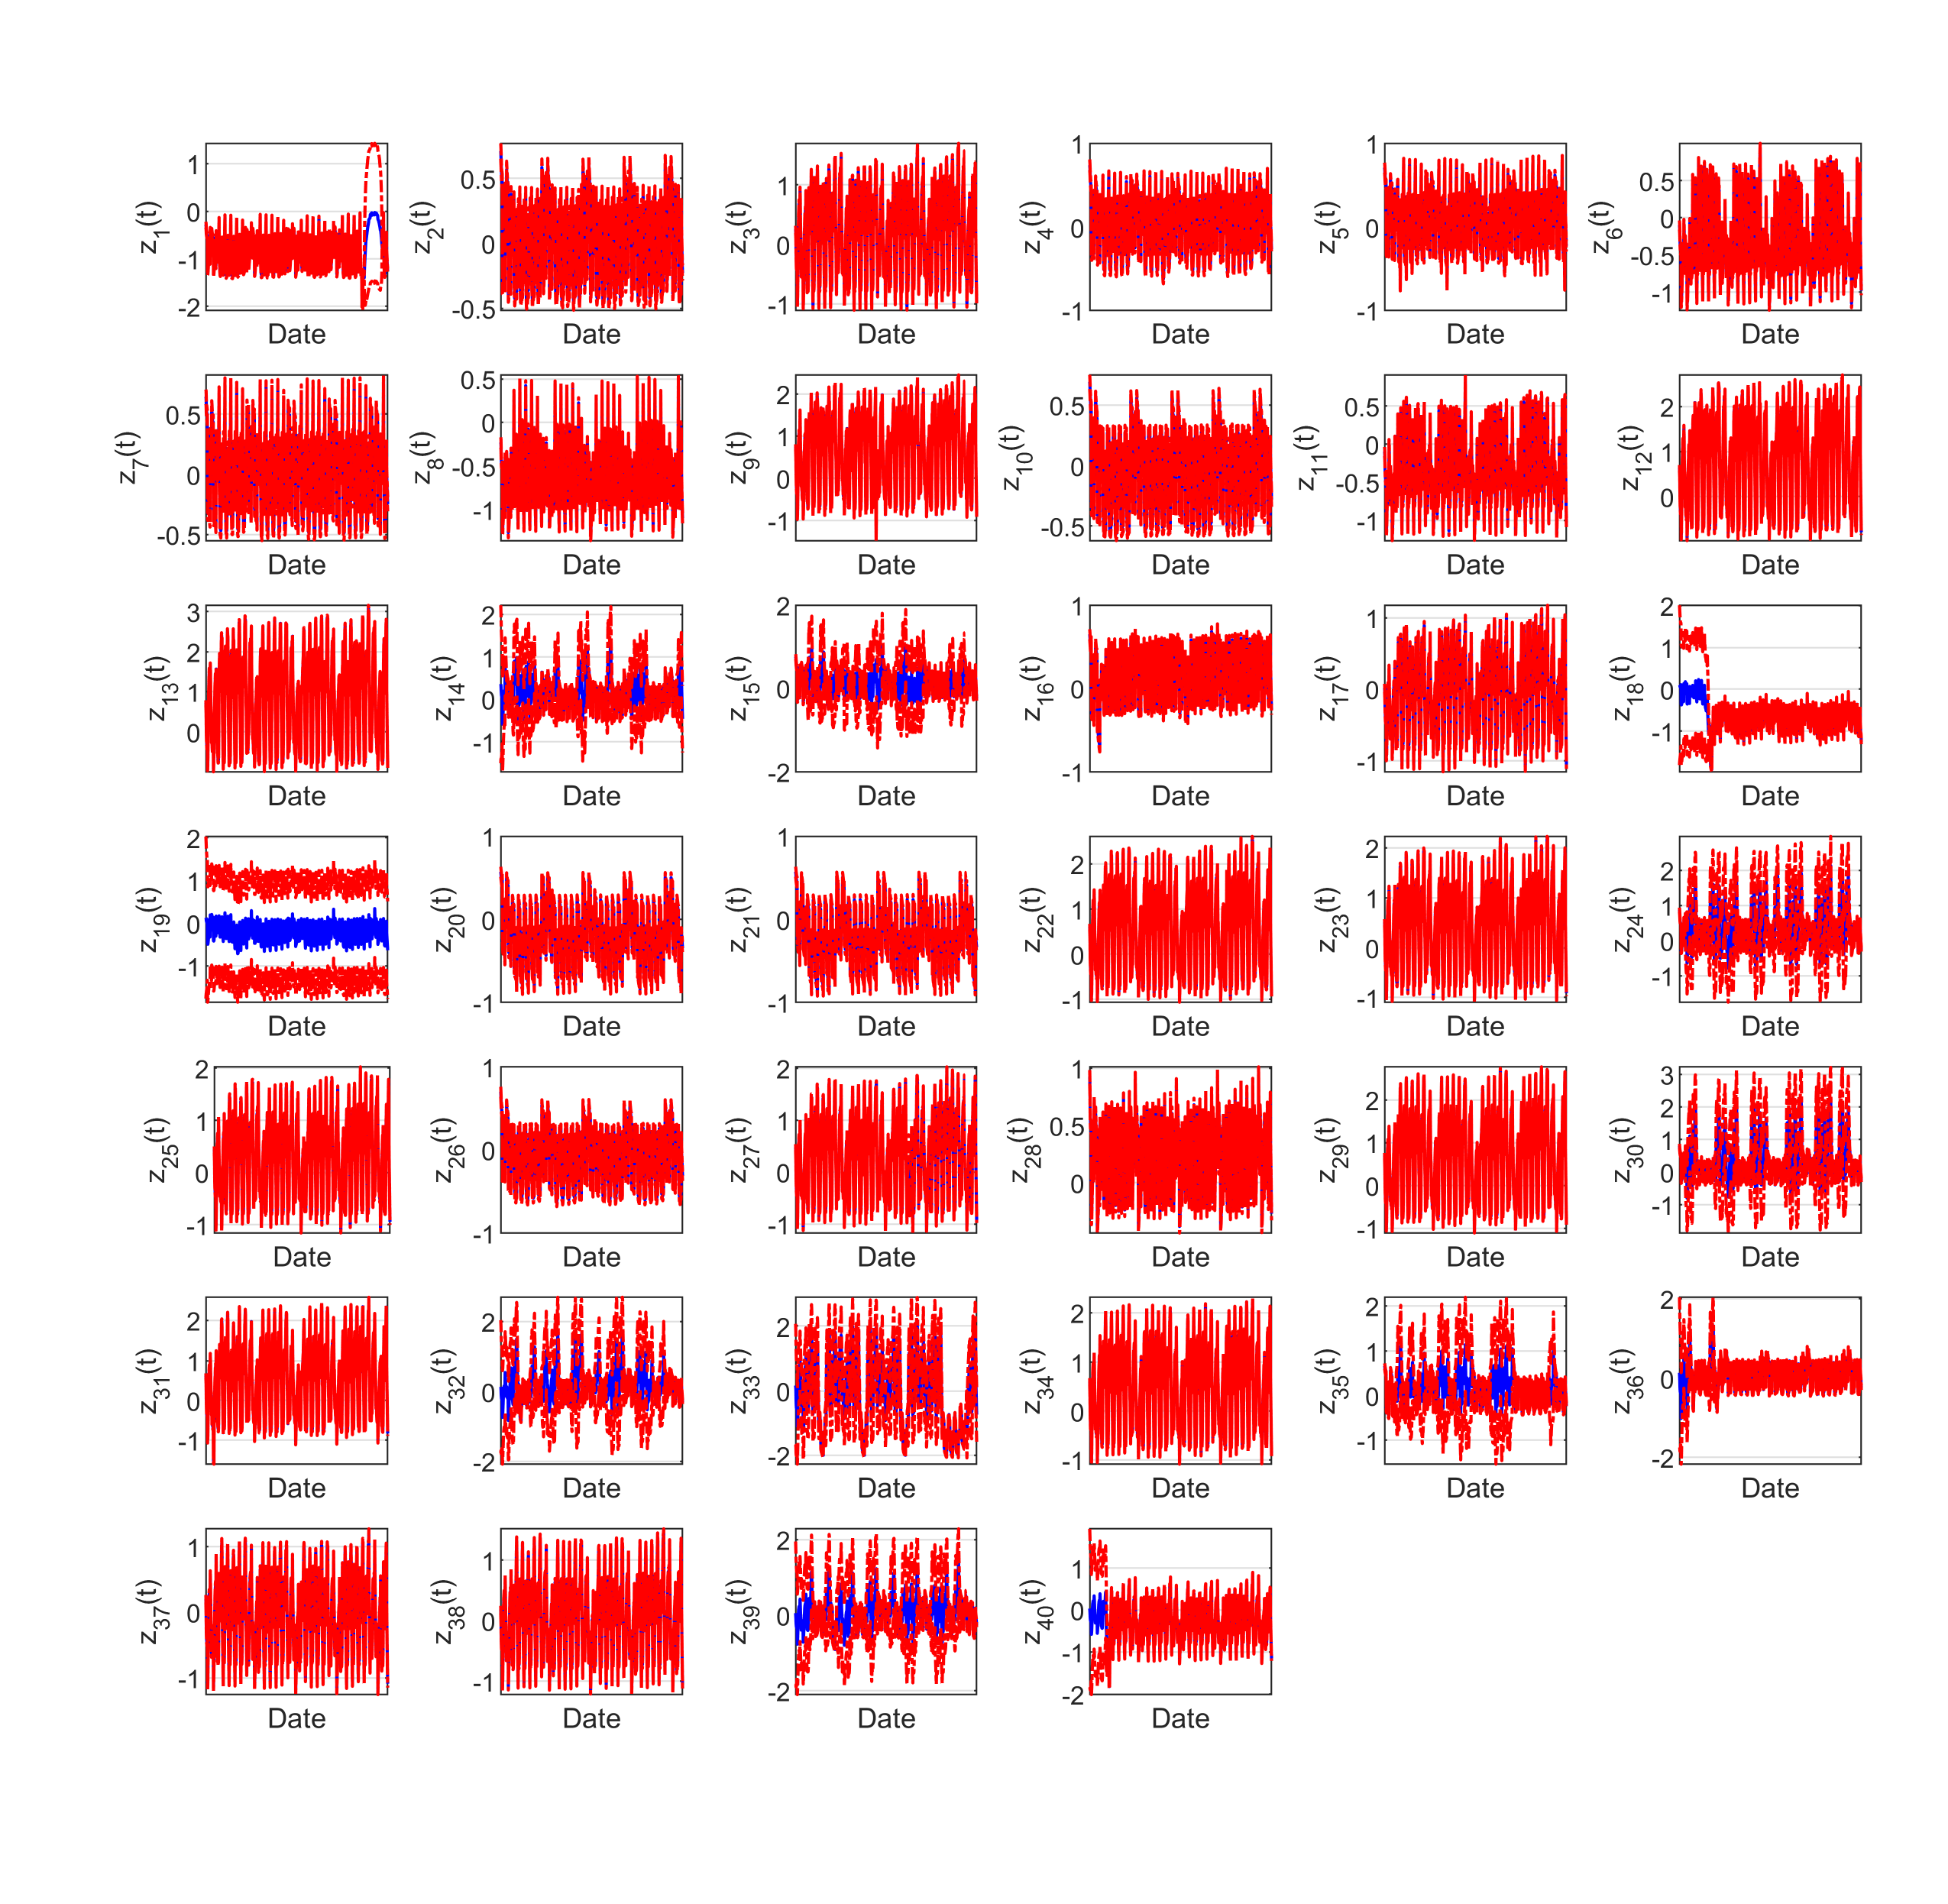 z1(t) 1 0 -1 -2 Date
z2(t) 0.5 0 -0.5 Date
z3(t) 1 0 -1 Date
z4(t) 1 0 -1 Date
z5(t) 1 0 -1 Date
z6(t) 0.5 0 -0.5 -1 Date
z7(t) 0.5 0 -0.5 Date
z8(t) 0.5 0 -0.5 -1 Date
z9(t) 2 1 0 -1 Date
z10(t) 0.5 0 -0.5 Date
z11(t) 0.5 0 -0.5 -1 Date
z12(t) 2 1 0 Date
z13(t) 3 2 1 0 Date
z14(t) 2 1 0 -1 Date
z15(t) 2 0 -2 Date
z16(t) 1 0 -1 Date
z17(t) 1 0 -1 Date
z18(t) 2 1 0 -1 Date
z19(t) 2 1 0 -1 Date
z20(t) 1 0 -1 Date
z21(t) 1 0 -1 Date
z22(t) 2 1 0 -1 Date
z23(t) 2 1 0 -1 Date
z24(t) 2 1 0 -1 Date
z25(t) 2 1 0 -1 Date
z26(t) 1 0 -1 Date
z27(t) 2 1 0 -1 Date
z28(t) 1 0.5 0 Date
z29(t) 2 1 0 -1 Date
z30(t) 3 2 1 0 -1 Date
z31(t) 2 1 0 -1 Date
z32(t) 2 0 -2 Date
z33(t) 2 0 -2 Date
z34(t) 2 1 0 -1 Date
z35(t) 2 1 0 -1 Date
z36(t) 2 0 -2 Date
z37(t) 1 0 -1 Date
z38(t) 1 0 -1 Date
z39(t) 2 0 -2 Date
z40(t) 1 0 -1 -2 Date